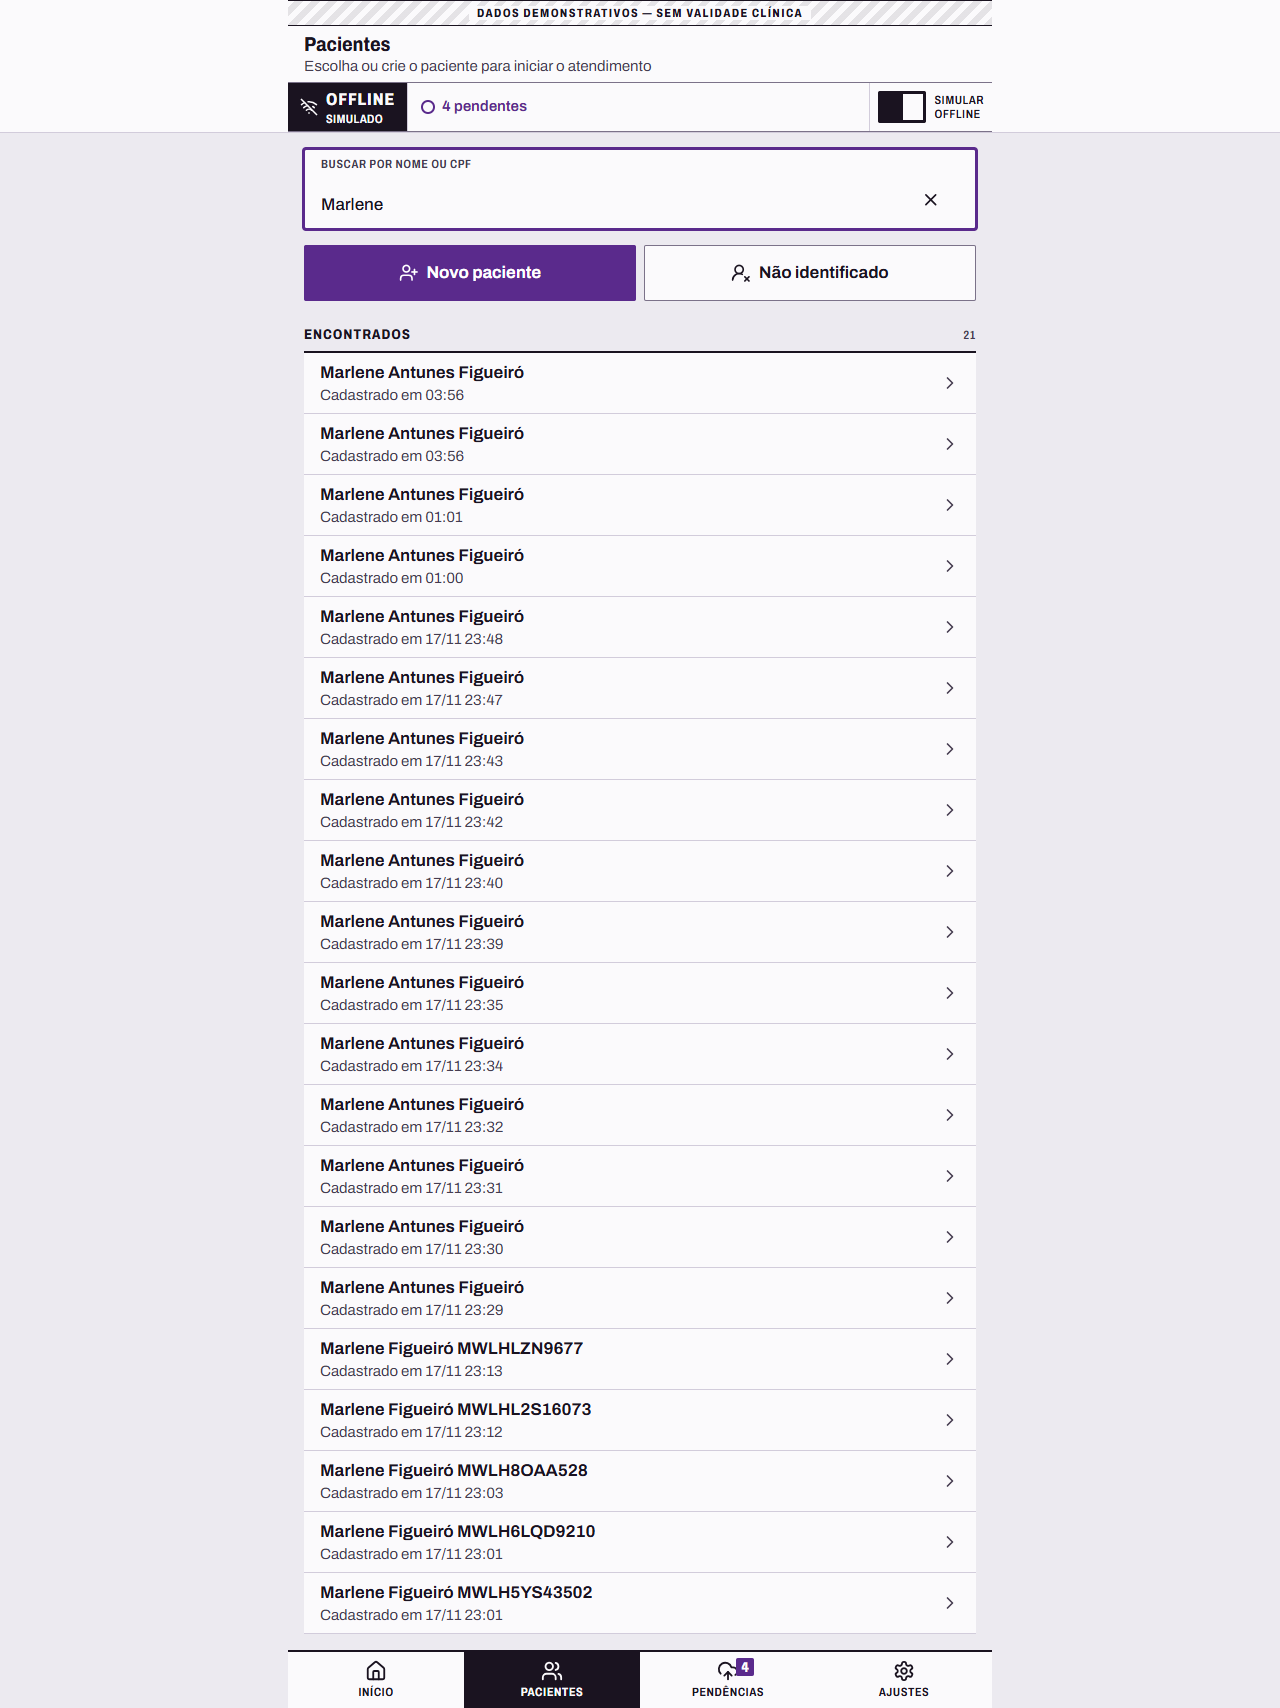 DADOS DEMONSTRATIVOS — SEM VALIDADE CLÍNICA
Pacientes
Escolha ou crie o paciente para iniciar o atendimento
OFFLINE
SIMULADO
4 pendentes
SIMULAR
OFFLINE
BUSCAR POR NOME OU CPF
Marlene
Novo paciente
Não identificado
ENCONTRADOS
21
Marlene Antunes Figueiró
Cadastrado em 03:56
Marlene Antunes Figueiró
Cadastrado em 03:56
Marlene Antunes Figueiró
Cadastrado em 01:01
Marlene Antunes Figueiró
Cadastrado em 01:00
Marlene Antunes Figueiró
Cadastrado em 17/11 23:48
Marlene Antunes Figueiró
Cadastrado em 17/11 23:47
Marlene Antunes Figueiró
Cadastrado em 17/11 23:43
Marlene Antunes Figueiró
Cadastrado em 17/11 23:42
Marlene Antunes Figueiró
Cadastrado em 17/11 23:40
Marlene Antunes Figueiró
Cadastrado em 17/11 23:39
Marlene Antunes Figueiró
Cadastrado em 17/11 23:35
Marlene Antunes Figueiró
Cadastrado em 17/11 23:34
Marlene Antunes Figueiró
Cadastrado em 17/11 23:32
Marlene Antunes Figueiró
Cadastrado em 17/11 23:31
Marlene Antunes Figueiró
Cadastrado em 17/11 23:30
Marlene Antunes Figueiró
Cadastrado em 17/11 23:29
Marlene Figueiró MWLHLZN9677
Cadastrado em 17/11 23:13
Marlene Figueiró MWLHL2S16073
Cadastrado em 17/11 23:12
Marlene Figueiró MWLH8OAA528
Cadastrado em 17/11 23:03
Marlene Figueiró MWLH6LQD9210
Cadastrado em 17/11 23:01
Marlene Figueiró MWLH5YS43502
Cadastrado em 17/11 23:01
INÍCIO
PACIENTES
4
PENDÊNCIAS
AJUSTES